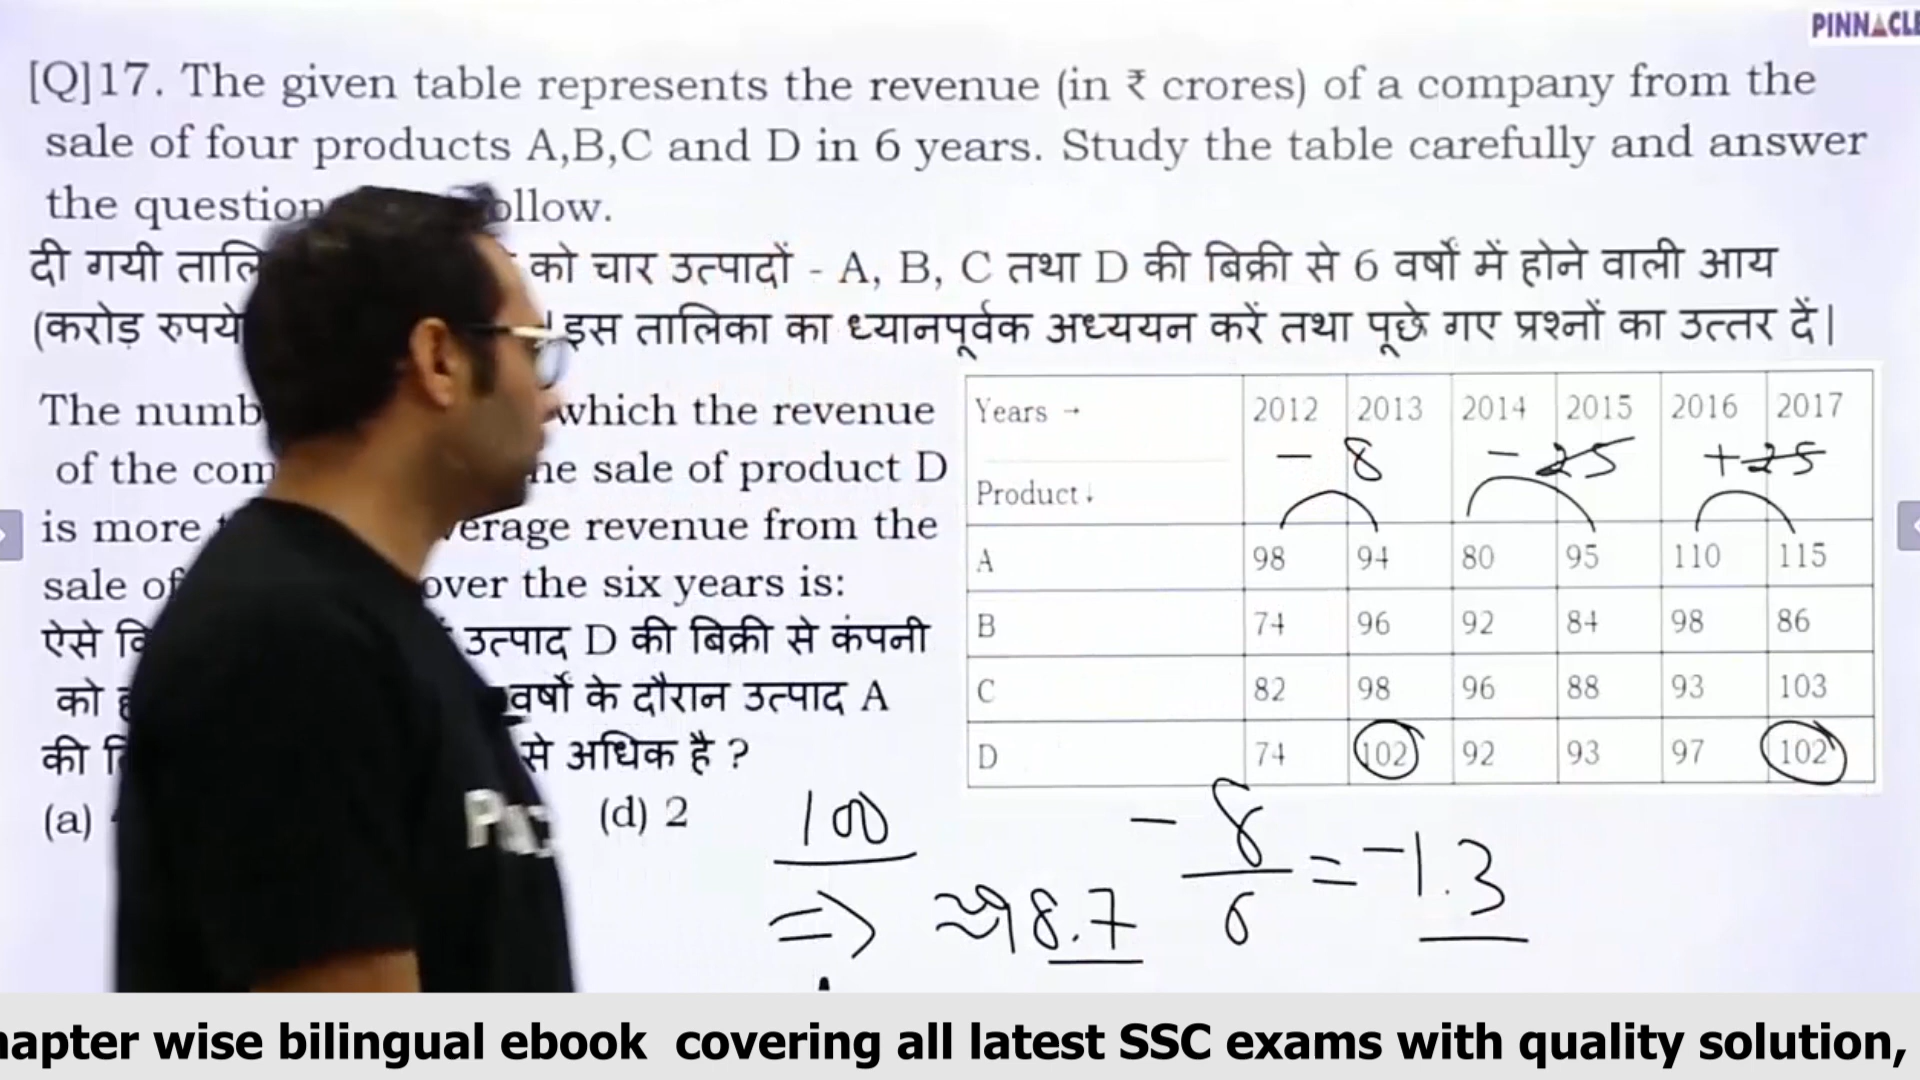 PINNACLE
[Q]17. The given table represents the revenue (in ₹ crores) of a company from the
sale of four products A,B,C and D in 6 years. Study the table carefully and answer
the question ollow.
दी गयी तालि को चार उत्पादों - A, B, C तथा D की बिक्री से 6 वर्षों में होने वाली आय
(करोड़ रुपये इस तालिका का ध्यानपूर्वक अध्ययन करें तथा पूछे गए प्रश्नों का उत्तर दें|
The numb which the revenue
of the com he sale of product D
is more verage revenue from the
sale of over the six years is:
ऐसे उत्पाद D की बिक्री से कंपनी
को वर्षों के दौरान उत्पाद A
की से अधिक है ?
(a) (d) 2
Years → 2012 2013 2014 2015 2016 2017
- 8 - 25 +25
Product↓
A 98 94 80 95 110 115
B 74 96 92 84 98 86
C 82 98 96 88 93 103
D 74 102 92 93 97 102
100
⇒ ≈98.7
- 8/6 = -1.3
hapter wise bilingual ebook covering all latest SSC exams with quality solution,